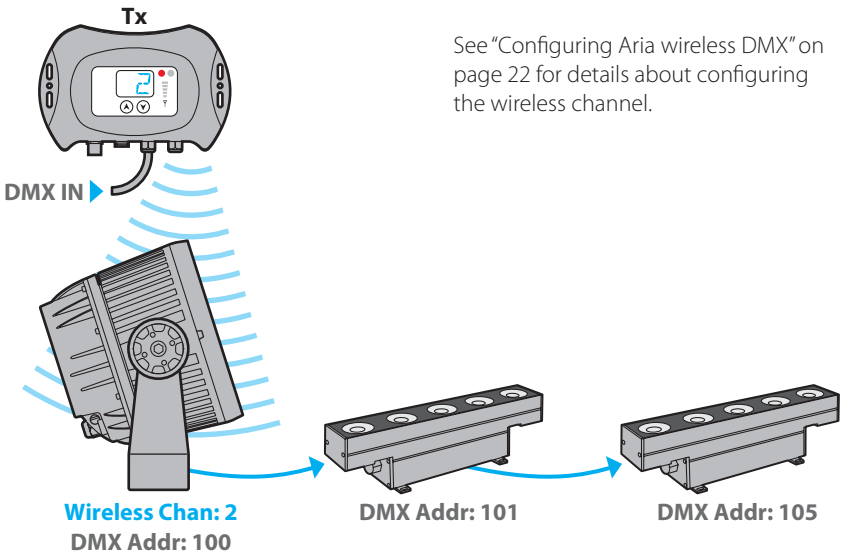 Tx
See “Configuring Aria wireless DMX” on
page 22 for details about configuring
the wireless channel.
2
DMX IN
Wireless Chan: 2
DMX Addr: 100
DMX Addr: 101
DMX Addr: 105